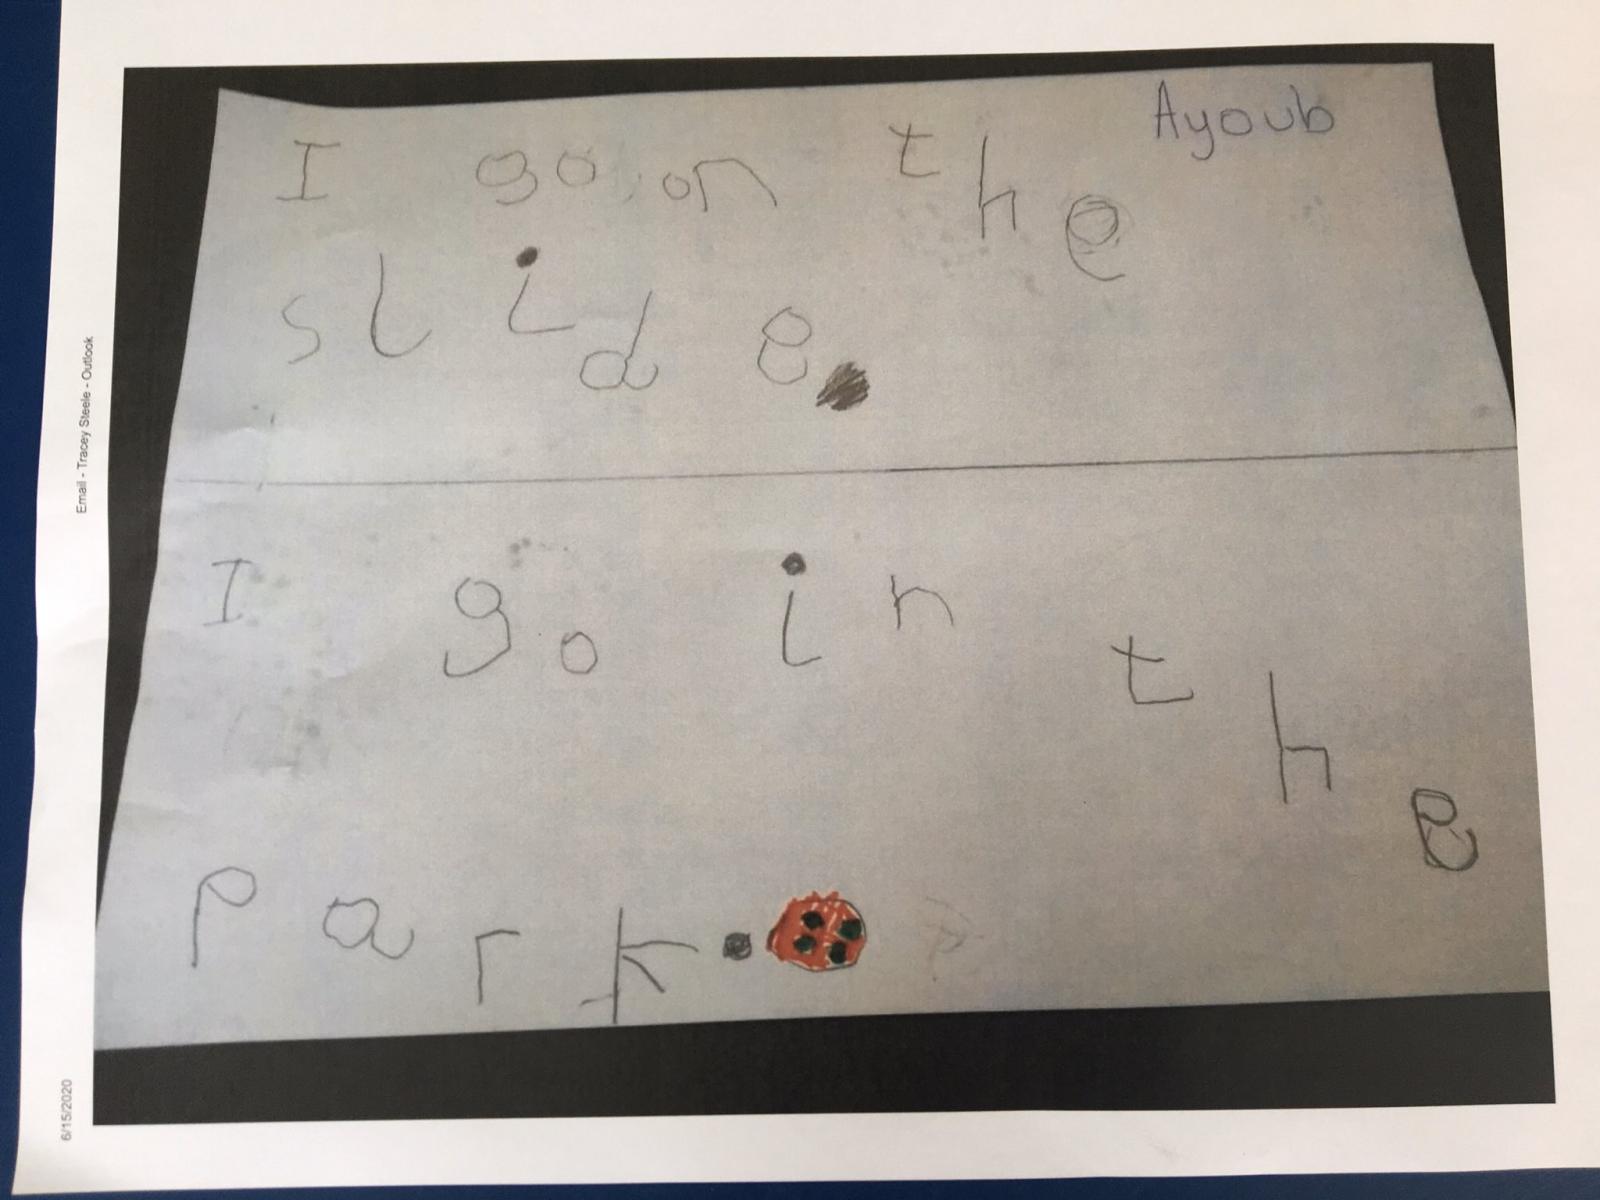 Ayoub
I go on the
slide.
I go in the
park.
Email - Tracey Steele - Outlook
6/15/2020